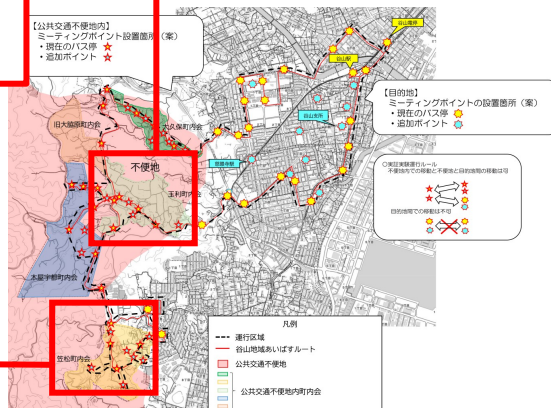 【公共交通不便地内】
ミーティングポイント設置箇所（案）
・現在のバス停
・追加ポイント
谷山電停
谷山駅
【目的地】
ミーティングポイントの設置箇所（案）
・現在のバス停
・追加ポイント
旧大脇原町内会
大久保町内会
谷山支所
不便地
慈眼寺駅
玉利町内会
〇実証実験運行ルール
不便地内での移動と不便地と目的地間の移動は可
目的地間での移動は不可
木屋宇都町内会
笠松町内会
凡例
運行区域
谷山地域あいばすルート
公共交通不便地
公共交通不便地内町内会